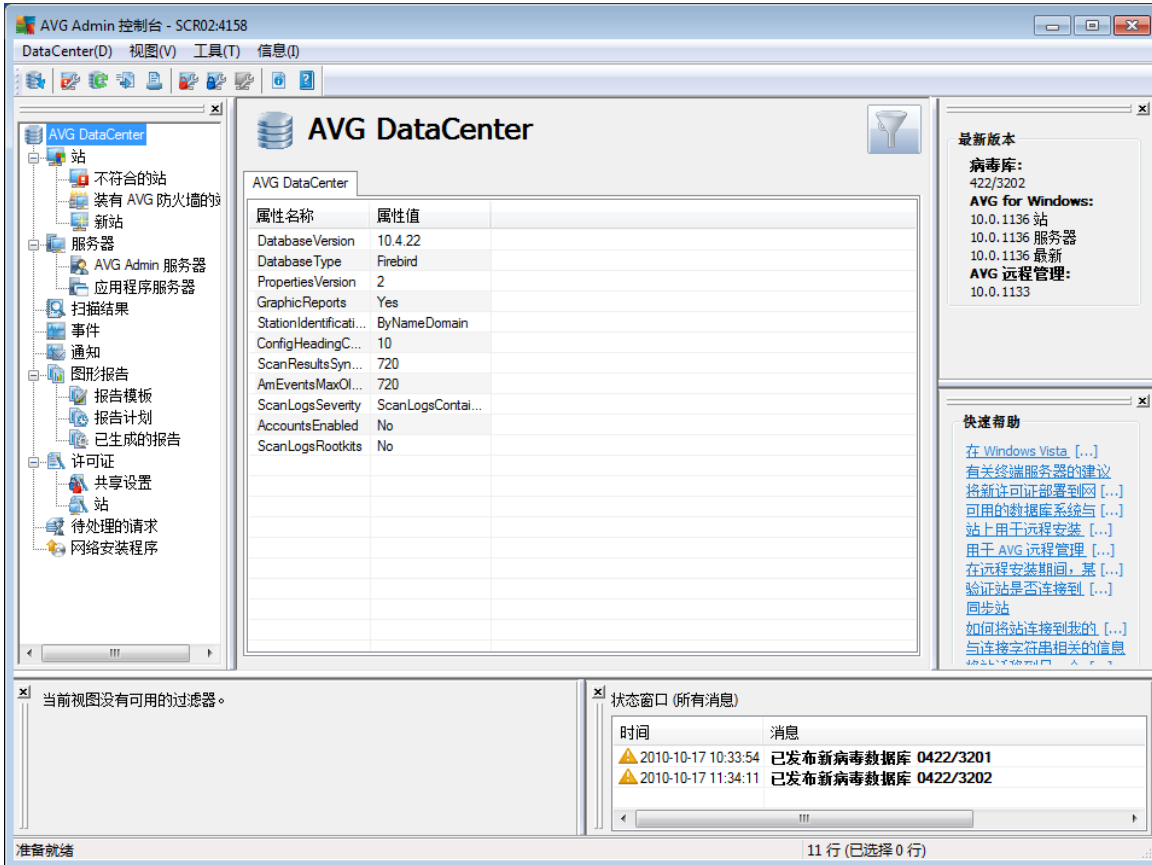 AVG Admin 控制台 - SCR02:4158
DataCenter(D) 视图(V) 工具(T) 信息(I)
AVG DataCenter
站
不符合的站
装有 AVG 防火墙的
新站
服务器
AVG Admin 服务器
应用程序服务器
扫描结果
事件
通知
图形报告
报告模板
报告计划
已生成的报告
许可证
共享设置
站
待处理的请求
网络安装程序
AVG DataCenter
AVG DataCenter
属性名称 属性值
DatabaseVersion 10.4.22
DatabaseType Firebird
PropertiesVersion 2
GraphicReports Yes
StationIdentificati... ByNameDomain
ConfigHeadingC... 10
ScanResultsSyn... 720
AmEventsMaxOl... 720
ScanLogsSeverity ScanLogsContai...
AccountsEnabled No
ScanLogsRootkits No
最新版本
病毒库:
422/3202
AVG for Windows:
10.0.1136 站
10.0.1136 服务器
10.0.1136 最新
AVG 远程管理:
10.0.1133
快速帮助
在 Windows Vista [...]
有关终端服务器的建议
将新许可证部署到网 [...]
可用的数据库系统与 [...]
站上用于远程安装 [...]
用于 AVG 远程管理 [...]
在远程安装期间，某 [...]
验证站是否连接到 [...]
同步站
如何将站连接到我的 [...]
与连接字符串相关的信息
当前视图没有可用的过滤器。
状态窗口 (所有消息)
时间 消息
2010-10-17 10:33:54 已发布新病毒数据库 0422/3201
2010-10-17 11:34:11 已发布新病毒数据库 0422/3202
准备就绪
11 行 (已选择 0 行)